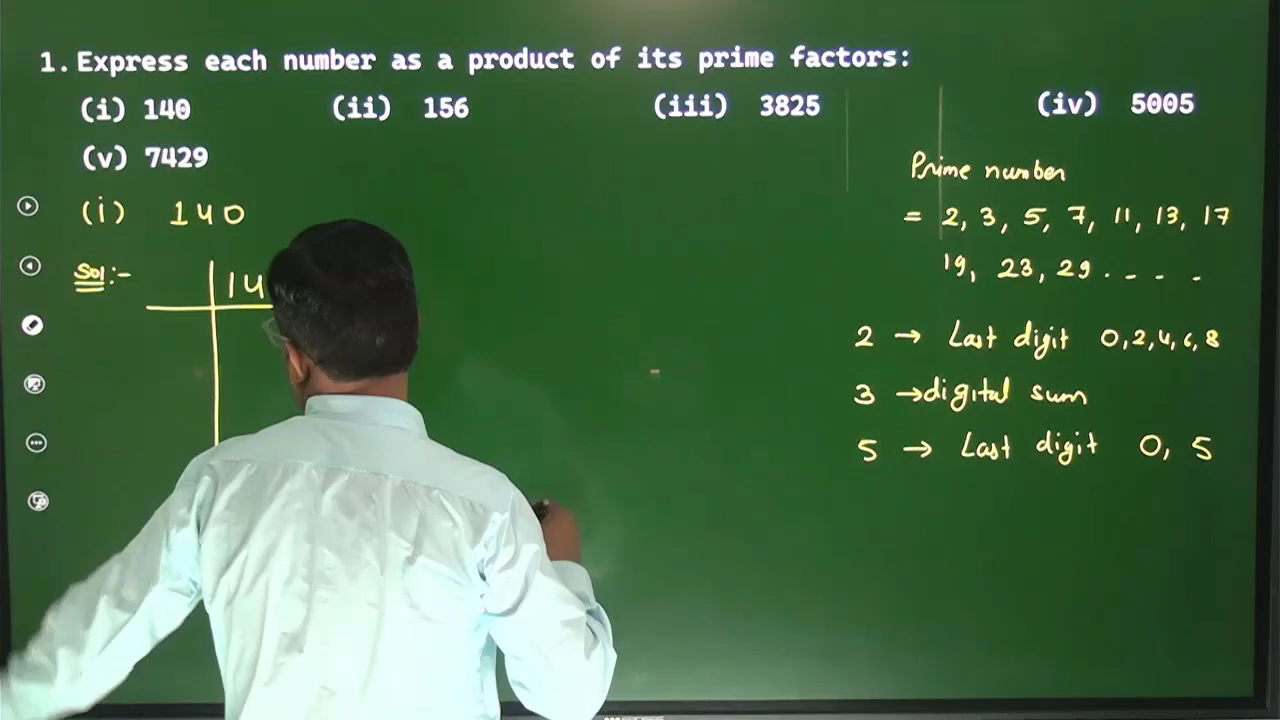 1. Express each number as a product of its prime factors:
(i) 140 (ii) 156 (iii) 3825 (iv) 5005
(v) 7429
(i) 140
Sol:- 14
Prime number
= 2, 3, 5, 7, 11, 13, 17
19, 23, 29 . - - -
2 → Last digit 0,2,4,6,8
3 → digital sum
5 → Last digit 0, 5